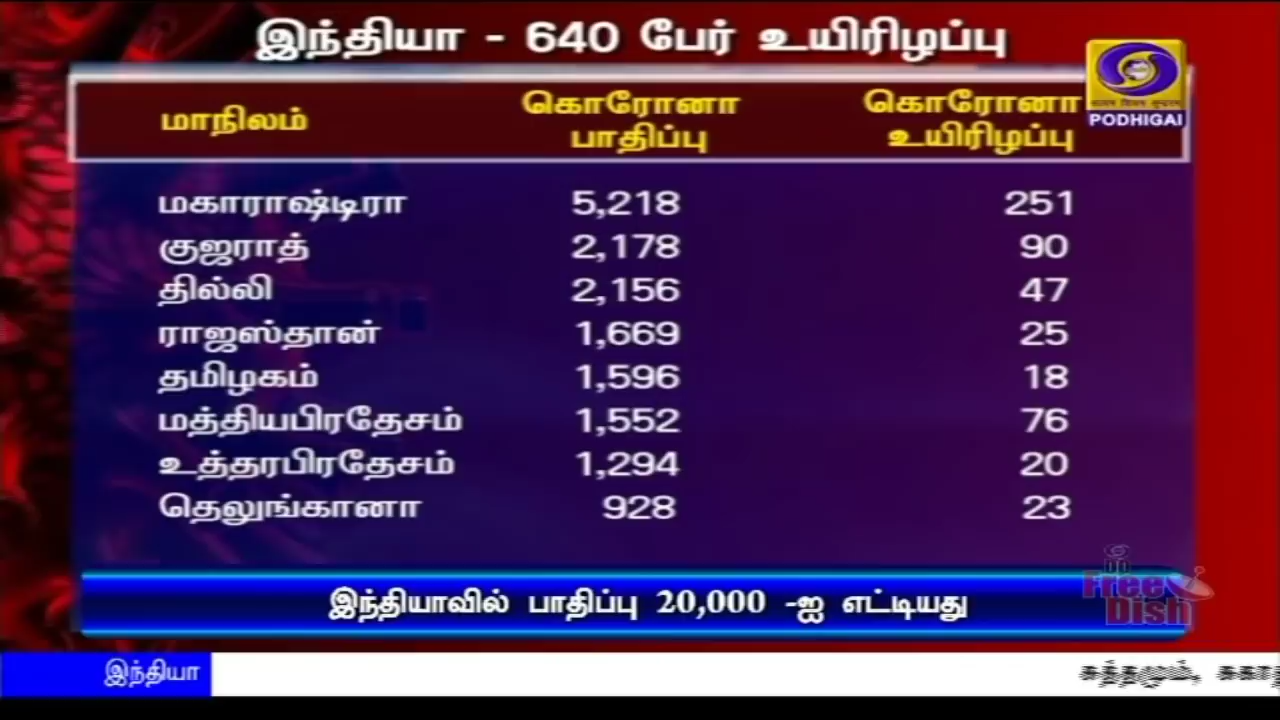 இந்தியா - 640 பேர் உயிரிழப்பு
மாநிலம் கொரோனா பாதிப்பு கொரோனா உயிரிழப்பு
PODHIGAI
மகாராஷ்டிரா 5,218 251
குஜராத் 2,178 90
தில்லி 2,156 47
ராஜஸ்தான் 1,669 25
தமிழகம் 1,596 18
மத்தியபிரதேசம் 1,552 76
உத்தரபிரதேசம் 1,294 20
தெலுங்கானா 928 23
இந்தியாவில் பாதிப்பு 20,000 -ஐ எட்டியது
DD Free Dish
இந்தியா